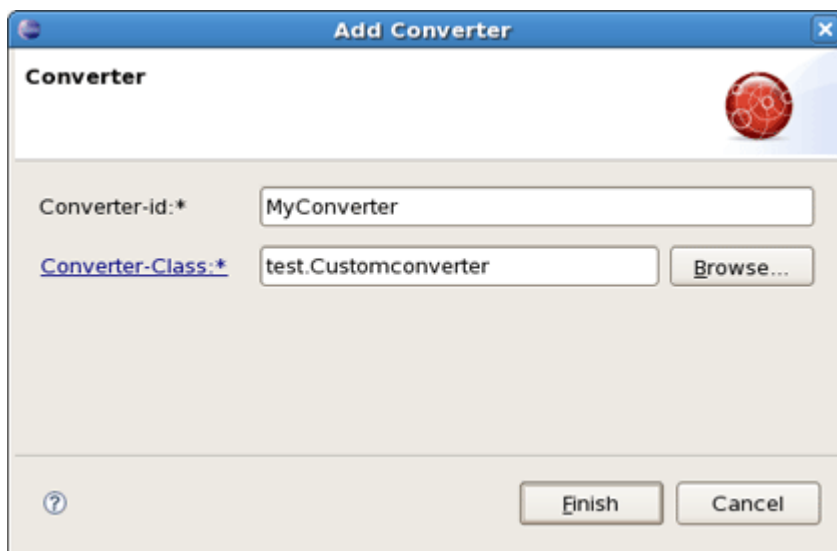 Add Converter
Converter
Converter-id:* MyConverter
Converter-Class:* test.Customconverter Browse...
Finish Cancel